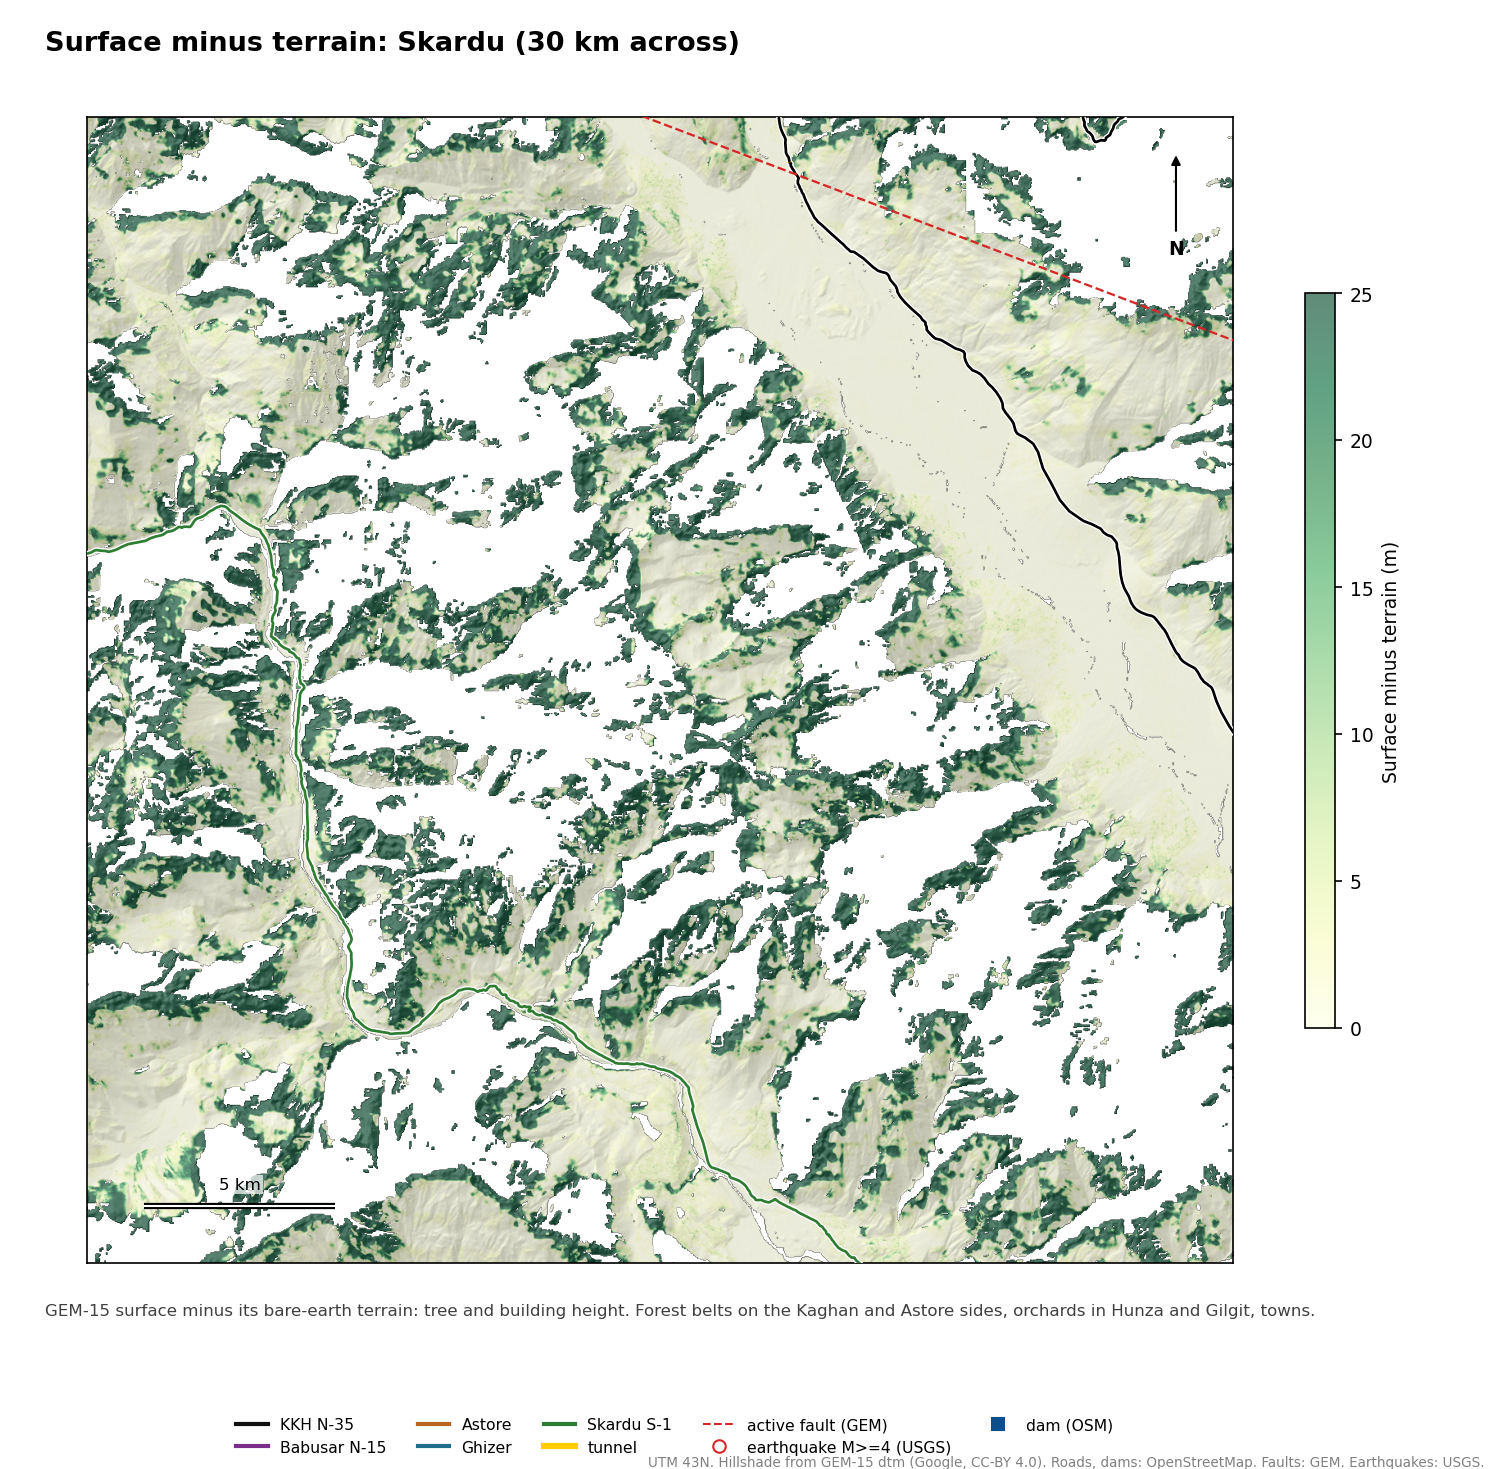 Surface minus terrain: Skardu (30 km across)
N
25
20
15
10
5
0
Surface minus terrain (m)
5 km
GEM-15 surface minus its bare-earth terrain: tree and building height. Forest belts on the Kaghan and Astore sides, orchards in Hunza and Gilgit, towns.
KKH N-35
Astore
Skardu S-1
active fault (GEM)
dam (OSM)
Babusar N-15
Ghizer
tunnel
earthquake M>=4 (USGS)
UTM 43N. Hillshade from GEM-15 dtm (Google, CC-BY 4.0). Roads, dams: OpenStreetMap. Faults: GEM. Earthquakes: USGS.